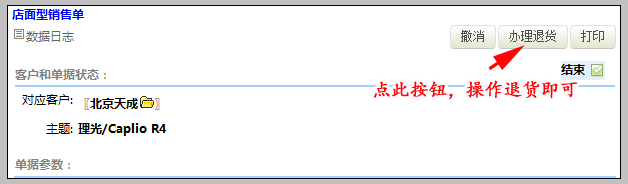 店面型销售单
数据日志
撤消 办理退货 打印
结束
客户和单据状态：
点此按钮，操作退货即可
对应客户: 〖北京天成〗
主题: 理光/Caplio R4
单据参数：